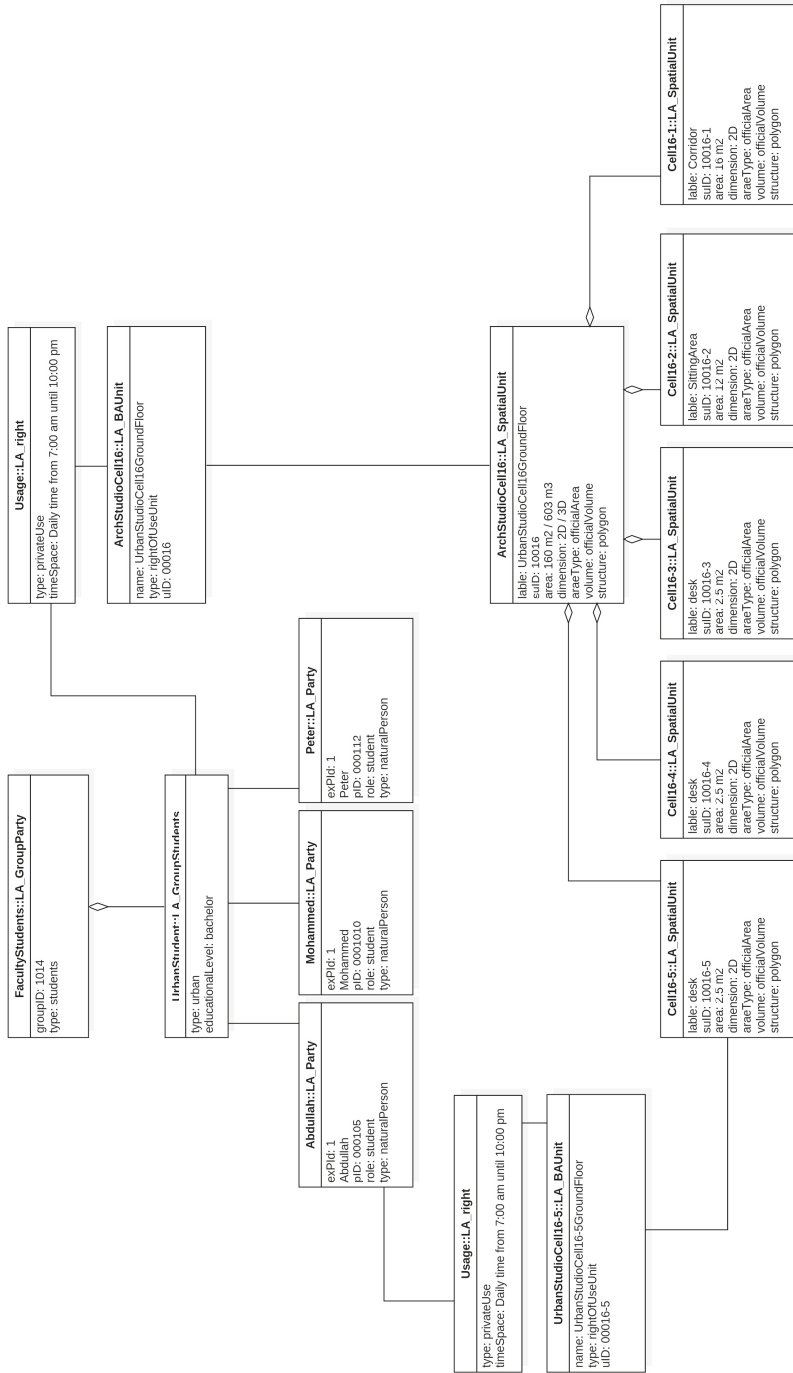 FacultyStudents::LA_GroupParty
groupID: 1014
type: students
Usage::LA_right
type: privateUse
timeSpace: Daily time from 7:00 am until 10:00 pm
UrbanStudent::LA_GroupStudents
type: urban
educationalLevel: bachelor
ArchStudioCell16::LA_BAUnit
name: UrbanStudioCell16GroundFloor
type: rightOfUseUnit
uID: 00016
Abdullah::LA_Party
exPId: 1
Abdullah
pID: 000105
role: student
type: naturalPerson
Mohammed::LA_Party
exPId: 1
Mohammed
pID: 0001010
role: student
type: naturalPerson
Peter::LA_Party
exPId: 1
Peter
pID: 000112
role: student
type: naturalPerson
Usage::LA_right
type: privateUse
timeSpace: Daily time from 7:00 am until 10:00 pm
UrbanStudioCell16-5::LA_BAUnit
name: UrbanStudioCell16-5GroundFloor
type: rightOfUseUnit
uID: 00016-5
ArchStudioCell16::LA_SpatialUnit
lable: UrbanStudioCell16GroundFloor
suID: 10016
area: 160 m2 / 603 m3
dimension: 2D / 3D
araeType: officialArea
volume: officialVolume
structure: polygon
Cell16-5::LA_SpatialUnit
lable: desk
suID: 10016-5
area: 2.5 m2
dimension: 2D
araeType: officialArea
volume: officialVolume
structure: polygon
Cell16-4::LA_SpatialUnit
lable: desk
suID: 10016-4
area: 2.5 m2
dimension: 2D
araeType: officialArea
volume: officialVolume
structure: polygon
Cell16-3::LA_SpatialUnit
lable: desk
suID: 10016-3
area: 2.5 m2
dimension: 2D
araeType: officialArea
volume: officialVolume
structure: polygon
Cell16-2::LA_SpatialUnit
lable: SittingArea
suID: 10016-2
area: 12 m2
dimension: 2D
araeType: officialArea
volume: officialVolume
structure: polygon
Cell16-1::LA_SpatialUnit
lable: Corridor
suID: 10016-1
area: 16 m2
dimension: 2D
araeType: officialArea
volume: officialVolume
structure: polygon